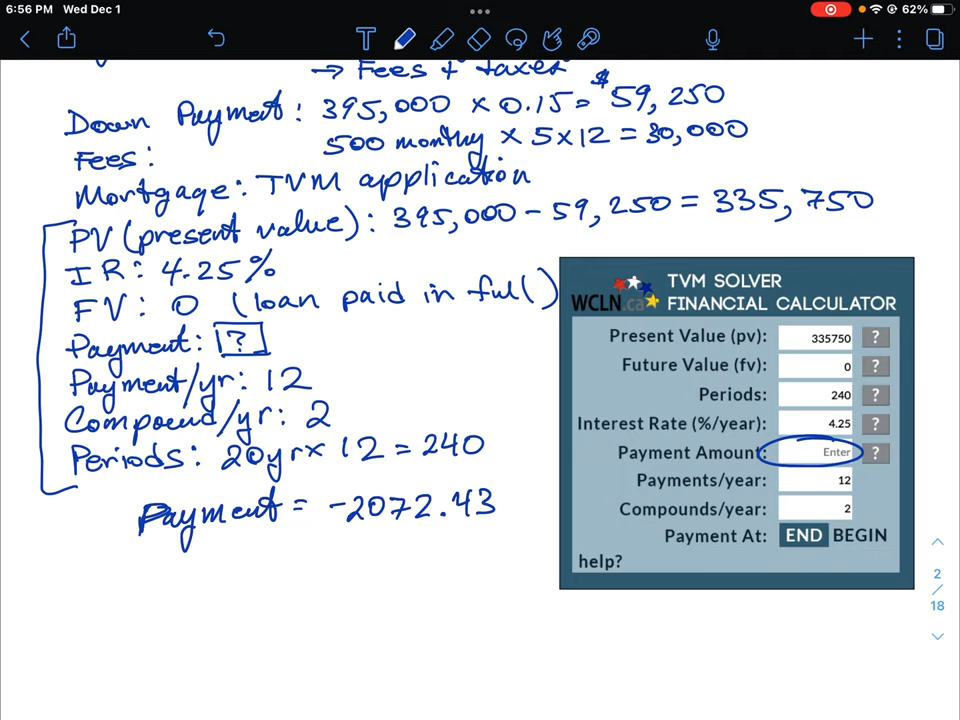 6:56 PM Wed Dec 1
62%
T
→ Fees + taxes
Down Payment: 395,000 × 0.15 = $59,250
Fees: 500 monthly × 5 × 12 = 30,000
Mortgage: TVM application
PV (present value): 395,000 - 59,250 = 335,750
IR: 4.25%
FV: 0 (loan paid in full)
Payment: ?
Payment/yr: 12
Compound/yr: 2
Periods: 20yr × 12 = 240
Payment = -2072.43
WCLN.ca
TVM SOLVER
FINANCIAL CALCULATOR
Present Value (pv): 335750 ?
Future Value (fv): 0 ?
Periods: 240 ?
Interest Rate (%/year): 4.25 ?
Payment Amount: Enter ?
Payments/year: 12
Compounds/year: 2
Payment At: END BEGIN
help?
2
/
18